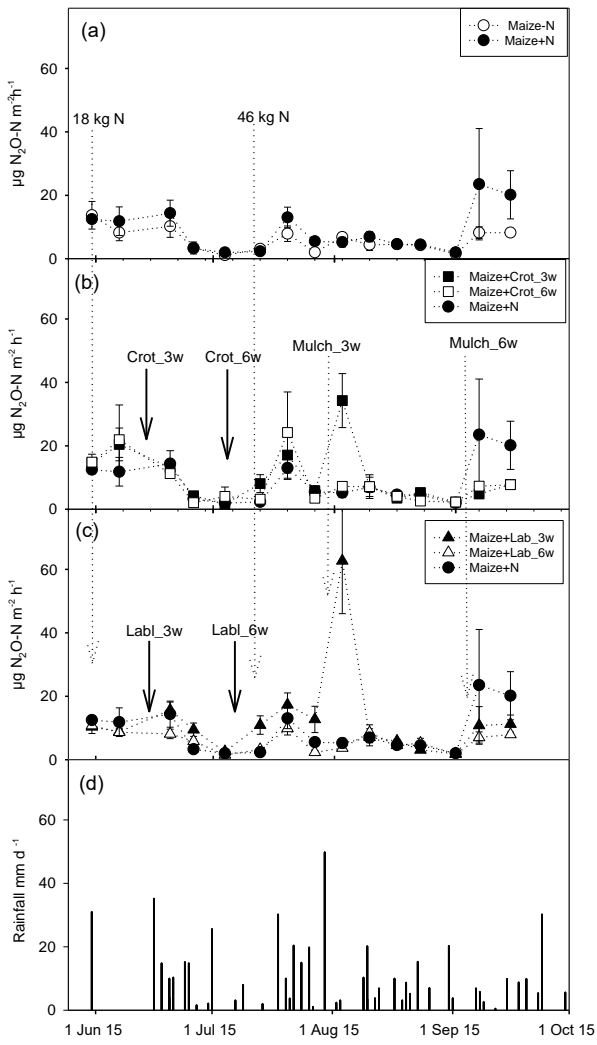 (a)
Maize-N
Maize+N
60
40
20
0
µg N₂O-N m⁻²h⁻¹
18 kg N
46 kg N
(b)
Maize+Crot_3w
Maize+Crot_6w
Maize+N
60
40
20
0
µg N₂O-N m⁻² h⁻¹
Crot_3w
Crot_6w
Mulch_3w
Mulch_6w
(c)
Maize+Lab_3w
Maize+Lab_6w
Maize+N
60
40
20
0
µg N₂O-N m⁻² h⁻¹
Labl_3w
Labl_6w
(d)
60
40
20
0
Rainfall mm d⁻¹
1 Jun 15
1 Jul 15
1 Aug 15
1 Sep 15
1 Oct 15